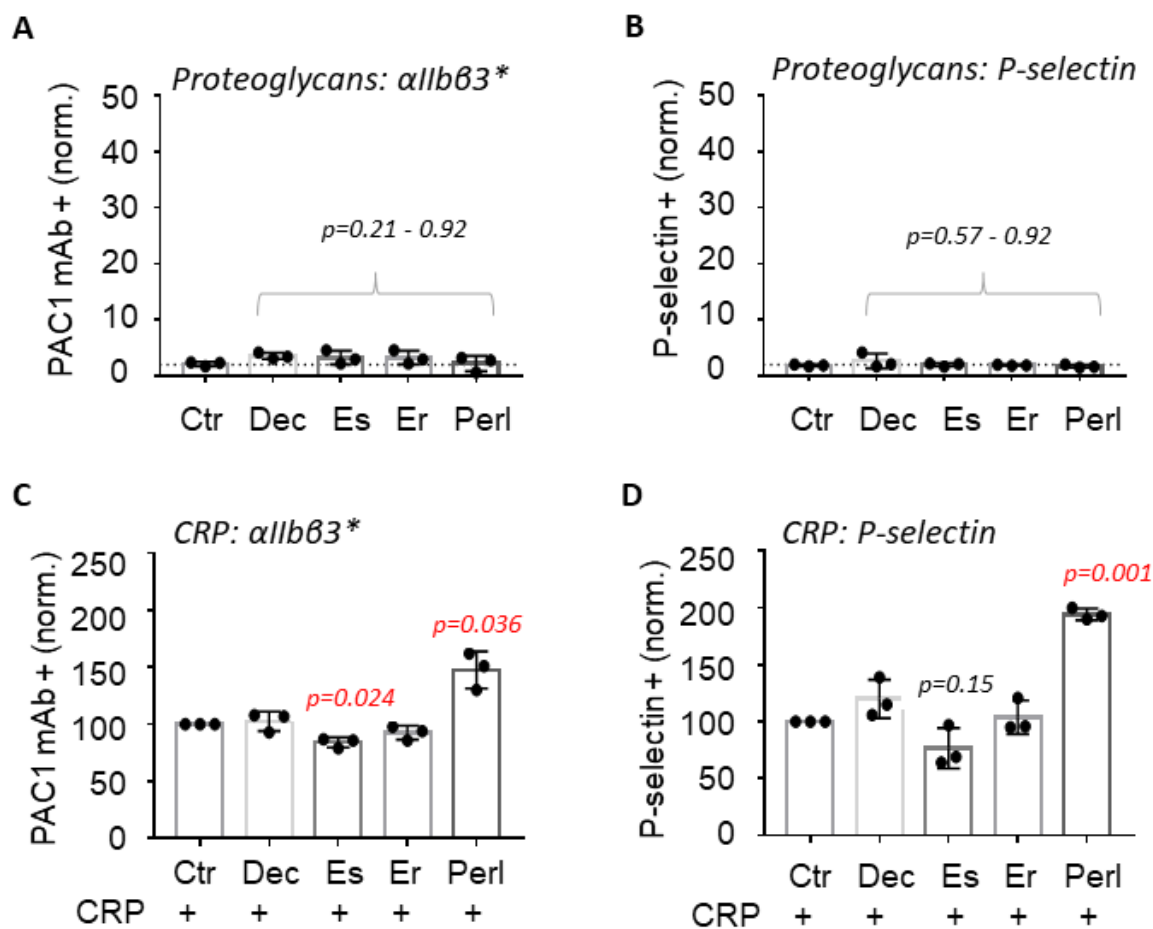 A
Proteoglycans: αIIbβ3*
PAC1 mAb + (norm.)
50
40
30
20
10
0
p=0.21 - 0.92
Ctr Dec Es Er Perl
B
Proteoglycans: P-selectin
P-selectin + (norm.)
50
40
30
20
10
0
p=0.57 - 0.92
Ctr Dec Es Er Perl
C
CRP: αIIbβ3*
PAC1 mAb + (norm.)
250
200
150
100
50
0
p=0.024
p=0.036
Ctr Dec Es Er Perl
CRP + + + + +
D
CRP: P-selectin
P-selectin + (norm.)
250
200
150
100
50
0
p=0.15
p=0.001
Ctr Dec Es Er Perl
CRP + + + + +